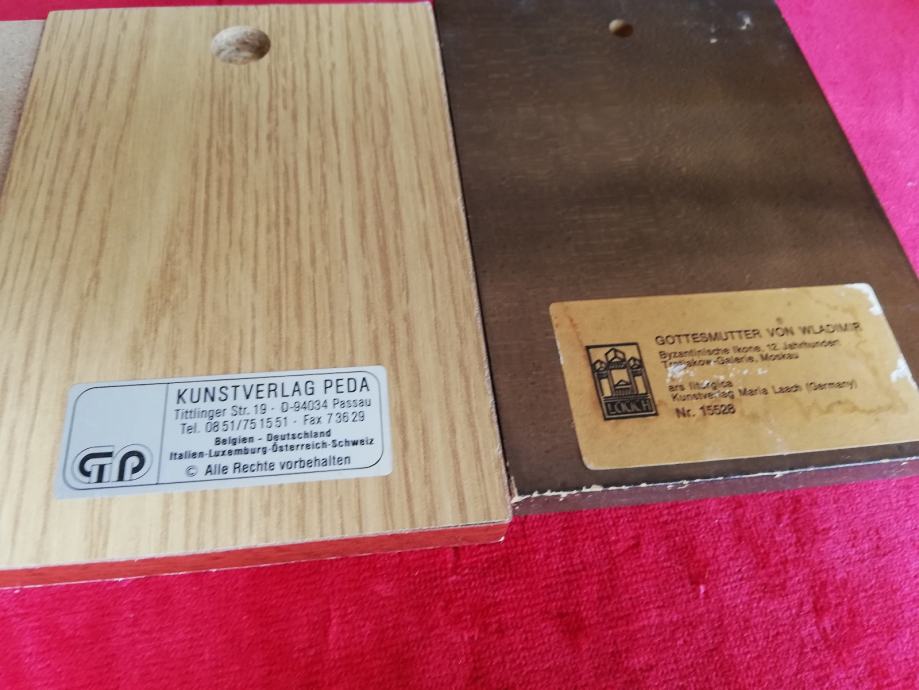 KUNSTVERLAG PEDA
Tittlinger Str. 19 · D-94034 Passau
Tel. 08 51/75 15 51 · Fax 7 36 29
Belgien - Deutschland
Italien-Luxemburg-Österreich-Schweiz
© Alle Rechte vorbehalten
GOTTESMUTTER VON WLADIMIR
Byzantinische Ikone, 12. Jahrhundert
Tretjakow-Galerie, Moskau
ars liturgica
Kunstverlag Maria Laach (Germany)
Nr. 15528
LAACH